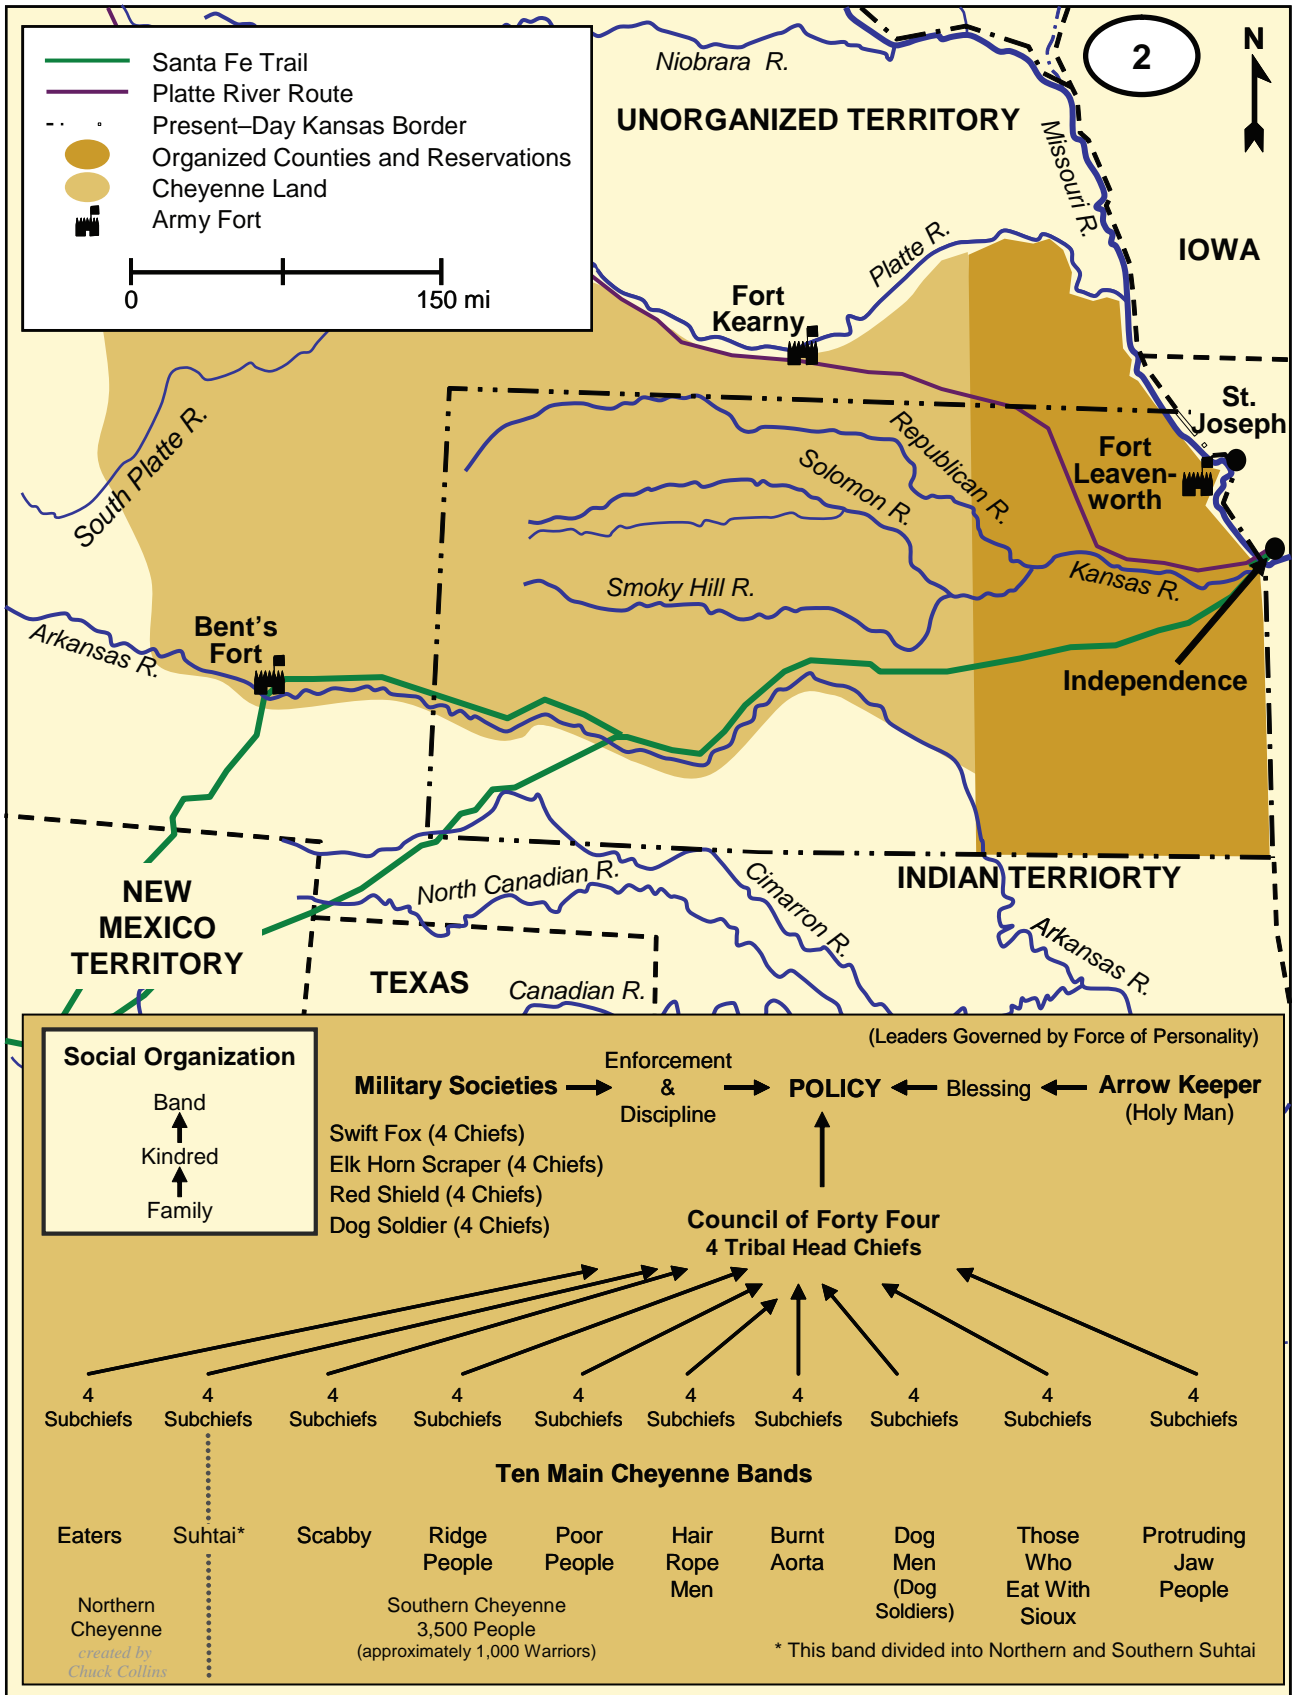 Santa Fe Trail
Platte River Route
Present–Day Kansas Border
Organized Counties and Reservations
Cheyenne Land
Army Fort
0
150 mi
2
N
Niobrara R.
UNORGANIZED TERRITORY
Missouri R.
IOWA
Platte R.
Fort
Kearny
St.
Joseph
Fort
Leaven-
worth
Republican R.
Solomon R.
South Platte R.
Smoky Hill R.
Kansas R.
Bent's
Fort
Arkansas R.
Independence
NEW
MEXICO
TERRITORY
North Canadian R.
Cimarron R.
INDIAN TERRIORTY
Arkansas R.
TEXAS
Canadian R.
Social Organization
Band
Kindred
Family
(Leaders Governed by Force of Personality)
Military Societies
Enforcement
&
Discipline
POLICY
Blessing
Arrow Keeper
(Holy Man)
Swift Fox (4 Chiefs)
Elk Horn Scraper (4 Chiefs)
Red Shield (4 Chiefs)
Dog Soldier (4 Chiefs)
Council of Forty Four
4 Tribal Head Chiefs
4
Subchiefs
4
Subchiefs
4
Subchiefs
4
Subchiefs
4
Subchiefs
4
Subchiefs
4
Subchiefs
4
Subchiefs
4
Subchiefs
4
Subchiefs
Ten Main Cheyenne Bands
Eaters
Suhtai*
Scabby
Ridge
People
Poor
People
Hair
Rope
Men
Burnt
Aorta
Dog
Men
(Dog
Soldiers)
Those
Who
Eat With
Sioux
Protruding
Jaw
People
Northern
Cheyenne
created by
Chuck Collins
Southern Cheyenne
3,500 People
(approximately 1,000 Warriors)
* This band divided into Northern and Southern Suhtai